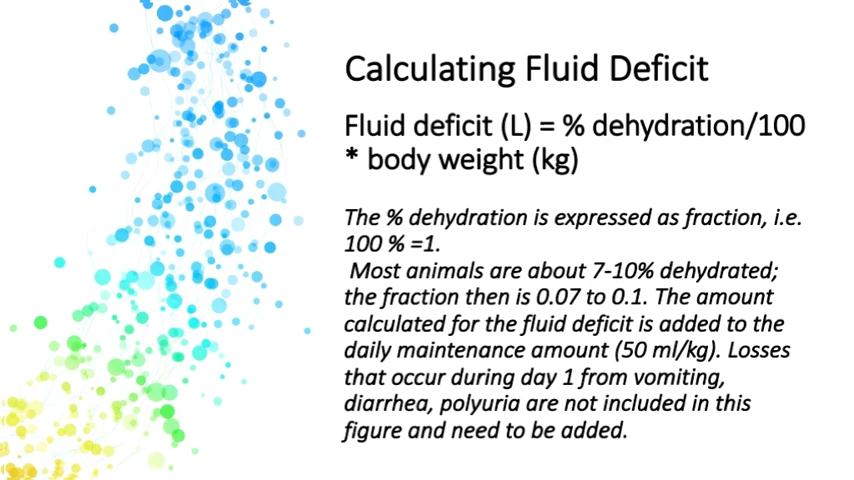 Calculating Fluid Deficit
Fluid deficit (L) = % dehydration/100
* body weight (kg)
The % dehydration is expressed as fraction, i.e.
100 % =1.
Most animals are about 7-10% dehydrated;
the fraction then is 0.07 to 0.1. The amount
calculated for the fluid deficit is added to the
daily maintenance amount (50 ml/kg). Losses
that occur during day 1 from vomiting,
diarrhea, polyuria are not included in this
figure and need to be added.